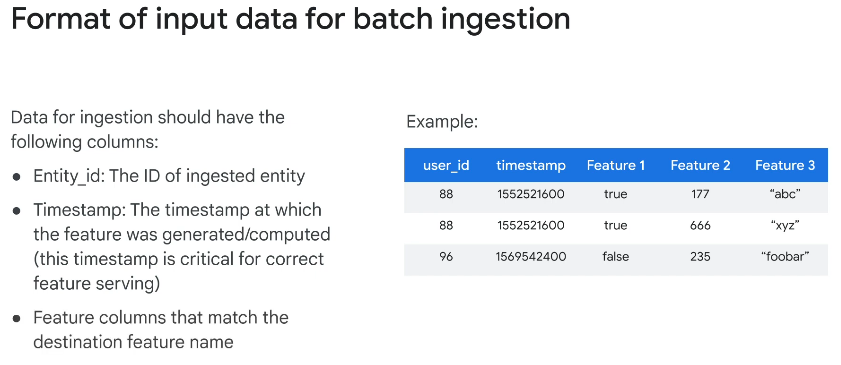 Format of input data for batch ingestion
Data for ingestion should have the
following columns:
● Entity_id: The ID of ingested entity
● Timestamp: The timestamp at which
the feature was generated/computed
(this timestamp is critical for correct
feature serving)
● Feature columns that match the
destination feature name
Example:
user_id timestamp Feature 1 Feature 2 Feature 3
88 1552521600 true 177 “abc”
88 1552521600 true 666 “xyz”
96 1569542400 false 235 “foobar”